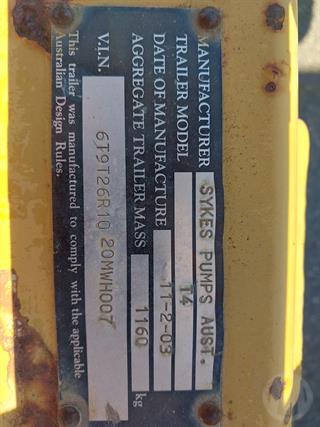 MANUFACTURER SYKES PUMPS AUST.
TRAILER MODEL T4
DATE OF MANUFACTURE 11-2-03
AGGREGATE TRAILER MASS 1160 kg
V.I.N. 6T9T26R10 20MWH007
This trailer was manufactured to comply with the applicable
Australian Design Rules.